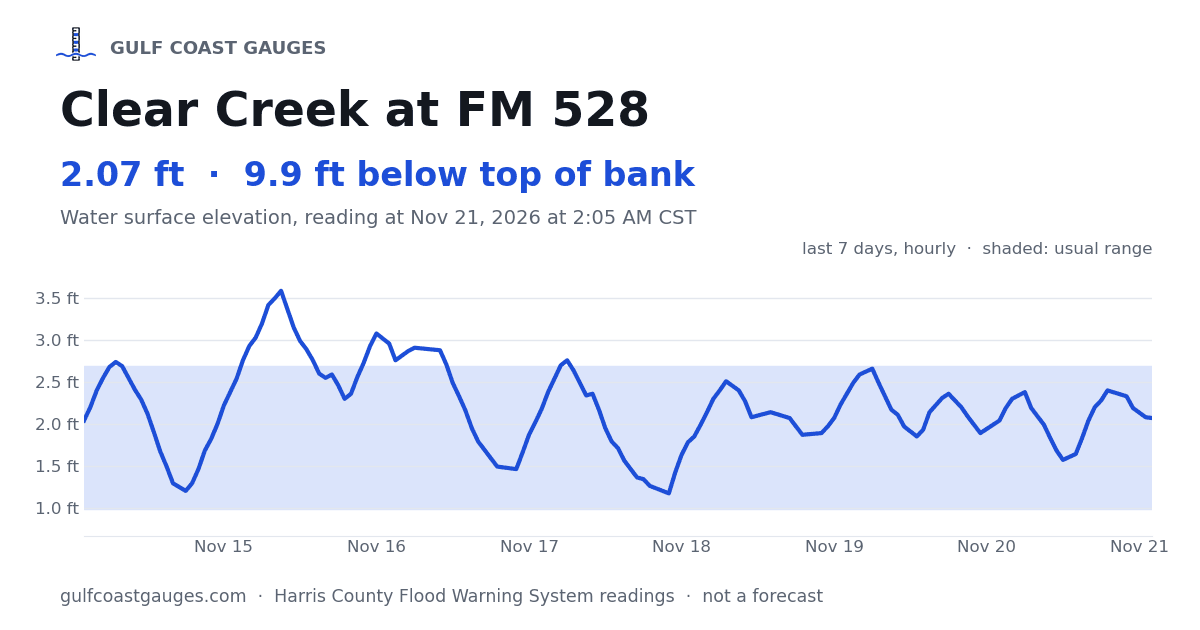 GULF COAST GAUGES
Clear Creek at FM 528
2.07 ft · 9.9 ft below top of bank
Water surface elevation, reading at Nov 21, 2026 at 2:05 AM CST
last 7 days, hourly · shaded: usual range
3.5 ft
3.0 ft
2.5 ft
2.0 ft
1.5 ft
1.0 ft
Nov 15 Nov 16 Nov 17 Nov 18 Nov 19 Nov 20 Nov 21
gulfcoastgauges.com · Harris County Flood Warning System readings · not a forecast